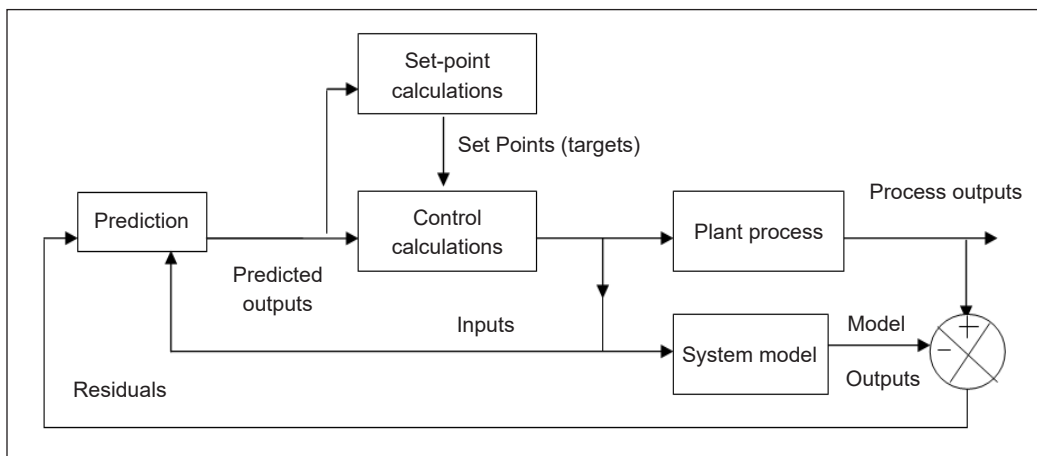 Set-point
calculations
Set Points (targets)
Process outputs
Prediction
Control
calculations
Plant process
Predicted
outputs
Inputs
Model
+
-
System model
Outputs
Residuals